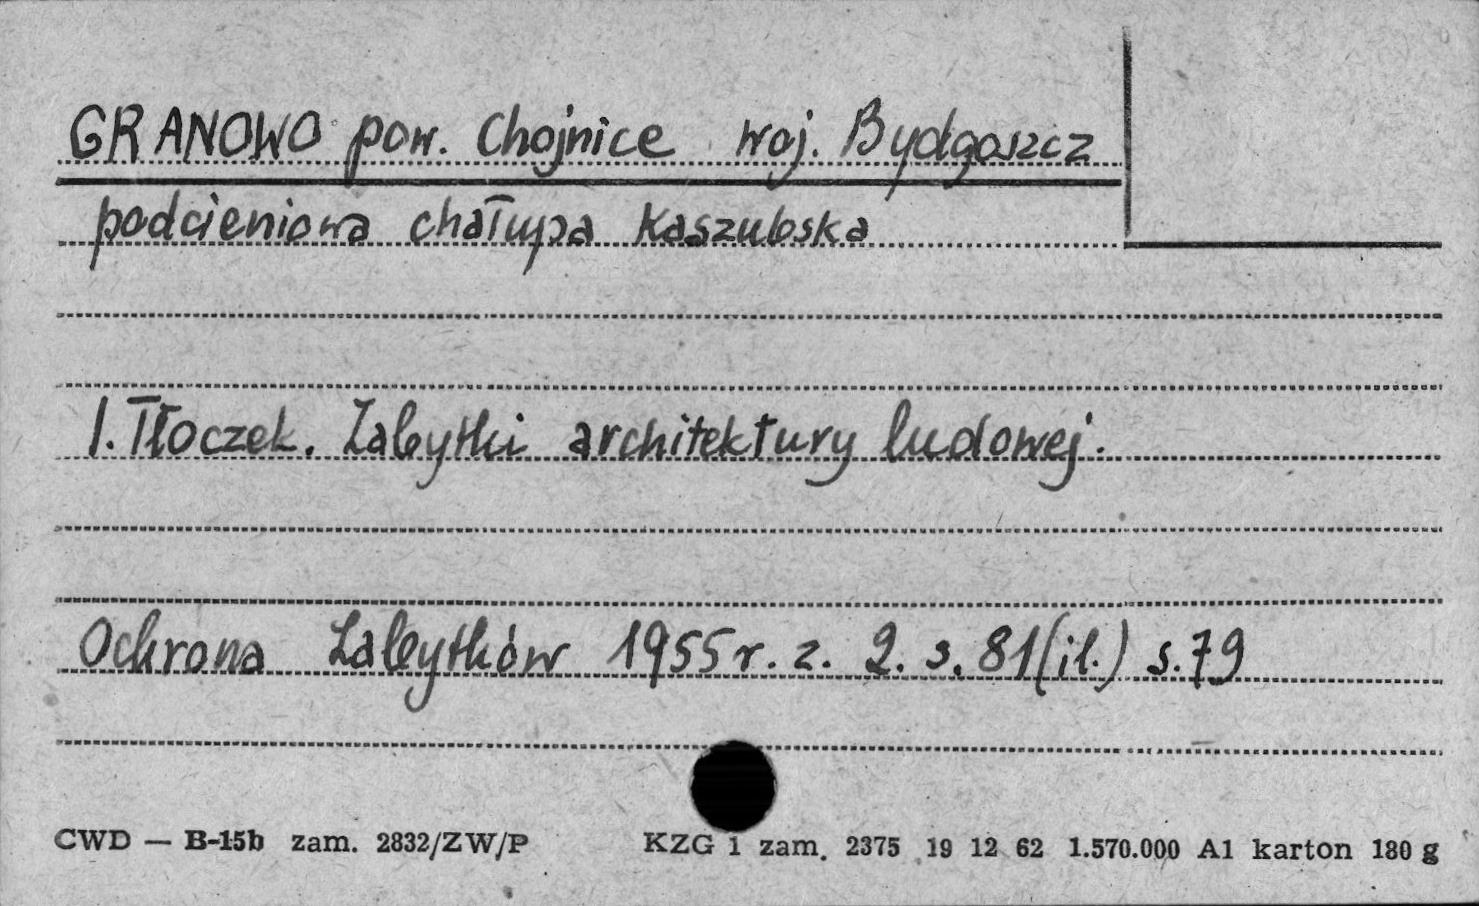 GRANOWO pow. Chojnice woj. Bydgoszcz
podcieniowa chałupa Kaszubska
I. Tłoczek. Zabytki architektury ludowej.
Ochrona Zabytków 1955 r. z. 2. s. 81 (il.) s. 79
CWD — B-15b zam. 2832/ZW/P KZG 1 zam. 2375 19 12 62 1.570.000 A1 karton 180 g